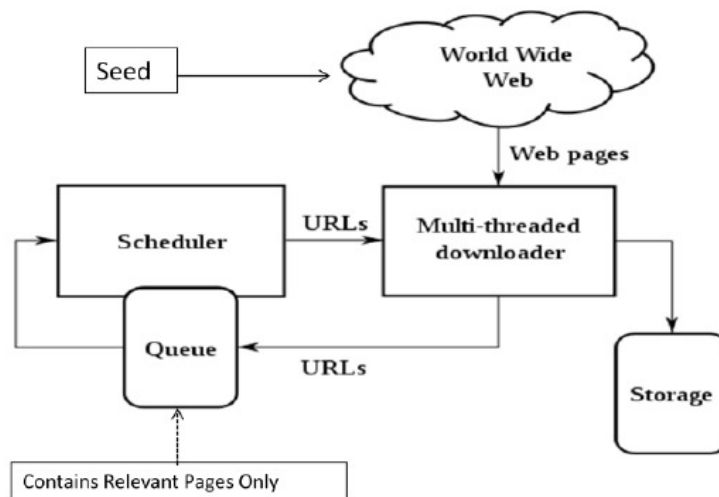 Seed
World Wide
Web
Web pages
Scheduler
URLs
Multi-threaded
downloader
Queue
URLs
Storage
Contains Relevant Pages Only